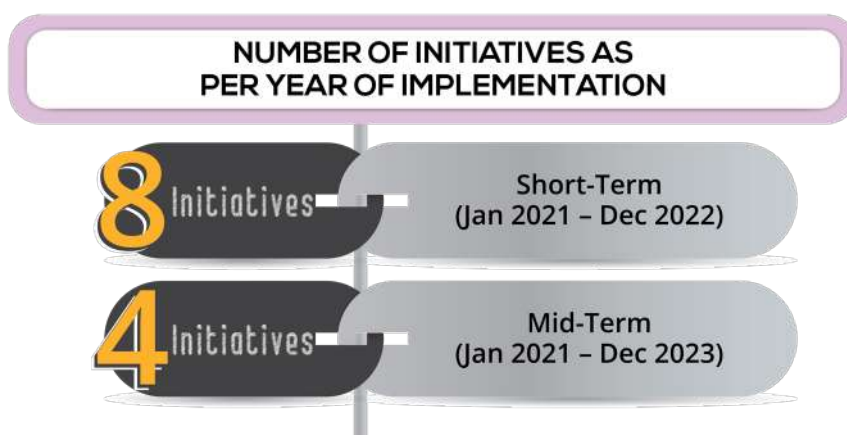 NUMBER OF INITIATIVES AS
PER YEAR OF IMPLEMENTATION
8 Initiatives
Short-Term
(Jan 2021 – Dec 2022)
4 Initiatives
Mid-Term
(Jan 2021 – Dec 2023)